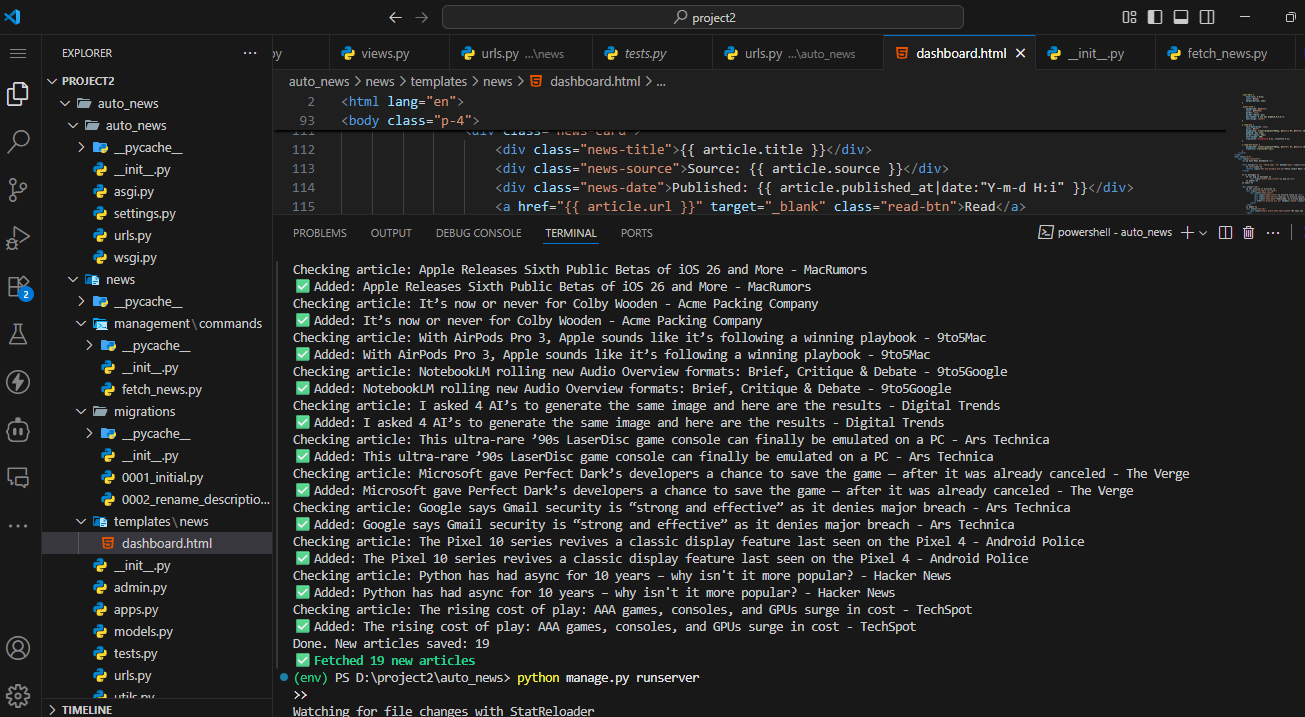 project2
EXPLORER
PROJECT2
auto_news
auto_news
__pycache__
__init__.py
asgi.py
settings.py
urls.py
wsgi.py
news
__pycache__
management\commands
__pycache__
__init__.py
fetch_news.py
migrations
__pycache__
__init__.py
0001_initial.py
0002_rename_descriptio...
templates\news
dashboard.html
__init__.py
admin.py
apps.py
models.py
tests.py
urls.py
utils.py
TIMELINE
2
py
views.py
urls.py ...\news
tests.py
urls.py ...\auto_news
dashboard.html
__init__.py
fetch_news.py
auto_news > news > templates > news > dashboard.html > ...
2 <html lang="en">
93 <body class="p-4">
111 <div class="news-card">
112 <div class="news-title">{{ article.title }}</div>
113 <div class="news-source">Source: {{ article.source }}</div>
114 <div class="news-date">Published: {{ article.published_at|date:"Y-m-d H:i" }}</div>
115 <a href="{{ article.url }}" target="_blank" class="read-btn">Read</a>
PROBLEMS OUTPUT DEBUG CONSOLE TERMINAL PORTS
powershell - auto_news
Checking article: Apple Releases Sixth Public Betas of iOS 26 and More - MacRumors
✅ Added: Apple Releases Sixth Public Betas of iOS 26 and More - MacRumors
Checking article: It’s now or never for Colby Wooden - Acme Packing Company
✅ Added: It’s now or never for Colby Wooden - Acme Packing Company
Checking article: With AirPods Pro 3, Apple sounds like it’s following a winning playbook - 9to5Mac
✅ Added: With AirPods Pro 3, Apple sounds like it’s following a winning playbook - 9to5Mac
Checking article: NotebookLM rolling new Audio Overview formats: Brief, Critique & Debate - 9to5Google
✅ Added: NotebookLM rolling new Audio Overview formats: Brief, Critique & Debate - 9to5Google
Checking article: I asked 4 AI’s to generate the same image and here are the results - Digital Trends
✅ Added: I asked 4 AI’s to generate the same image and here are the results - Digital Trends
Checking article: This ultra-rare ’90s LaserDisc game console can finally be emulated on a PC - Ars Technica
✅ Added: This ultra-rare ’90s LaserDisc game console can finally be emulated on a PC - Ars Technica
Checking article: Microsoft gave Perfect Dark’s developers a chance to save the game — after it was already canceled - The Verge
✅ Added: Microsoft gave Perfect Dark’s developers a chance to save the game — after it was already canceled - The Verge
Checking article: Google says Gmail security is “strong and effective” as it denies major breach - Ars Technica
✅ Added: Google says Gmail security is “strong and effective” as it denies major breach - Ars Technica
Checking article: The Pixel 10 series revives a classic display feature last seen on the Pixel 4 - Android Police
✅ Added: The Pixel 10 series revives a classic display feature last seen on the Pixel 4 - Android Police
Checking article: Python has had async for 10 years – why isn't it more popular? - Hacker News
✅ Added: Python has had async for 10 years – why isn't it more popular? - Hacker News
Checking article: The rising cost of play: AAA games, consoles, and GPUs surge in cost - TechSpot
✅ Added: The rising cost of play: AAA games, consoles, and GPUs surge in cost - TechSpot
Done. New articles saved: 19
✅ Fetched 19 new articles
(env) PS D:\project2\auto_news> python manage.py runserver
>>
Watching for file changes with StatReloader